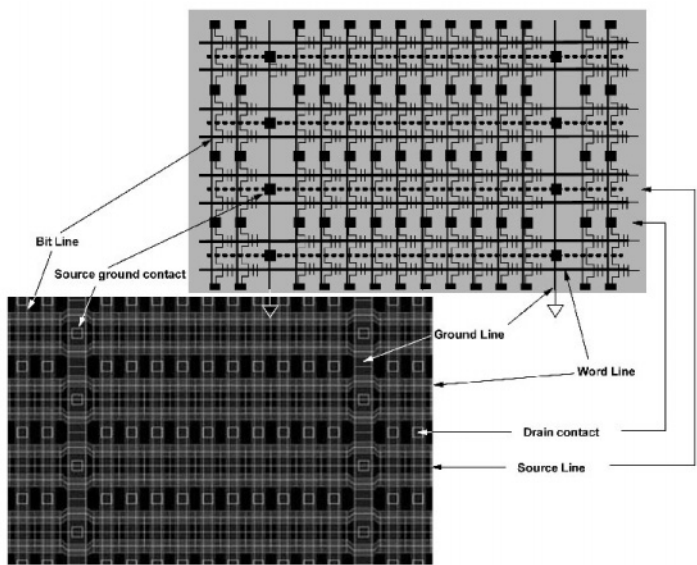 Bit Line
Source ground contact
Ground Line
Word Line
Drain contact
Source Line